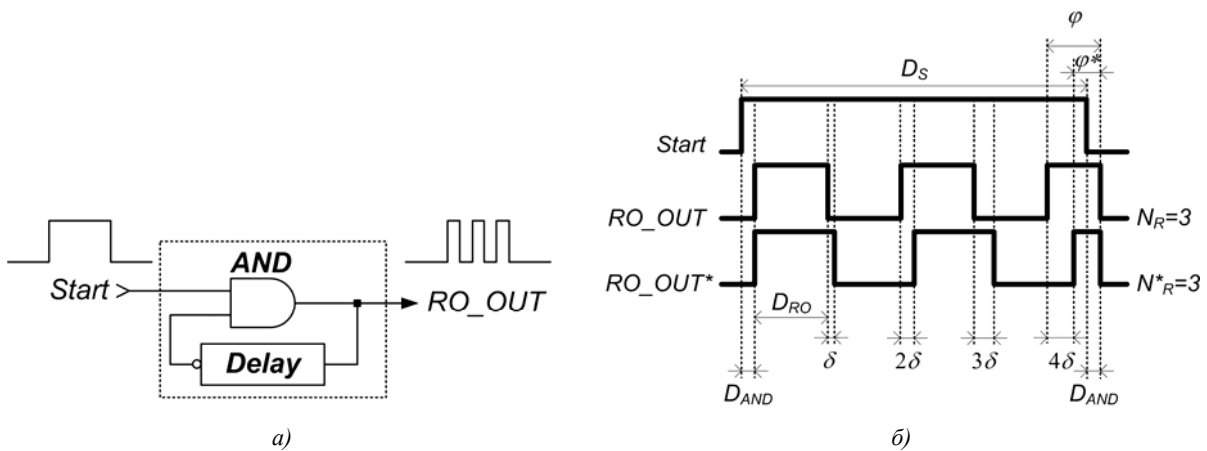 Start
AND
Delay
RO_OUT
а)
φ
φ*
D_S
Start
RO_OUT
N_R=3
RO_OUT*
N*_R=3
D_RO
δ
2δ
3δ
4δ
D_AND
D_AND
б)